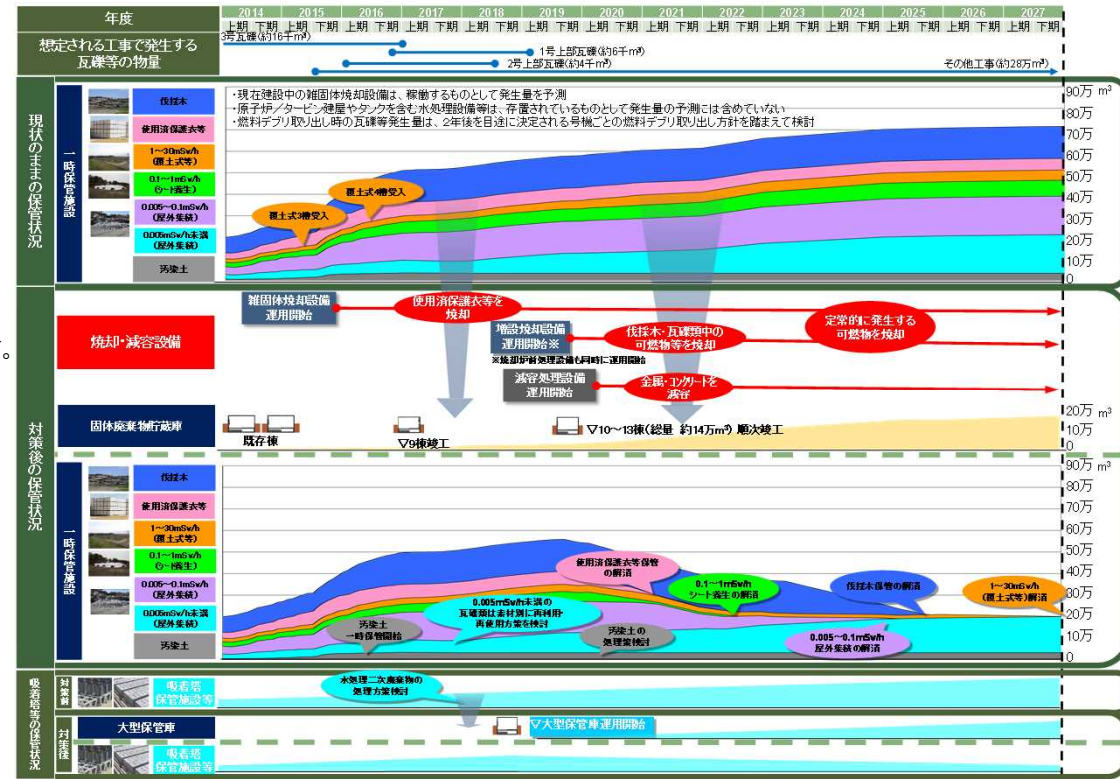 年度
2014 2015 2016 2017 2018 2019 2020 2021 2022 2023 2024 2025 2026 2027
上期 下期 上期 下期 上期 下期 上期 下期 上期 下期 上期 下期 上期 下期 上期 下期 上期 下期 上期 下期 上期 下期 上期 下期 上期 下期 上期 下期
想定される工事で発生する
瓦礫等の物量
3号瓦礫(約16千m³)
1号上部瓦礫(約6千m³)
2号上部瓦礫(約4千m³)
その他工事(約28万m³)
現状のままの保管状況
一時保管施設
伐採木
使用済保護衣等
1~30mSv/h
(覆土式等)
0.1~1mSv/h
(シート養生)
0.005~0.1mSv/h
(屋外集積)
0.005mSv/h未満
(屋外集積)
汚染土
・現在建設中の雑固体焼却設備は、稼働するものとして発生量を予測
・原子炉/タービン建屋やタンクを含む水処理設備等は、存置されているものとして発生量の予測には含めていない
・燃料デブリ取り出し時の瓦礫等発生量は、2年後を目途に決定される号機ごとの燃料デブリ取り出し方針を踏まえて検討
覆土式3槽受入
覆土式4槽受入
90万 m³
80万
70万
60万
50万
40万
30万
20万
10万
0
。
対策後の保管状況
焼却・減容設備
雑固体焼却設備
運用開始
使用済保護衣等を
焼却
増設焼却設備
運用開始※
※焼却炉前処理設備も同時に運用開始
伐採木・瓦礫類中の
可燃物等を焼却
定常的に発生する
可燃物を焼却
減容処理設備
運用開始
金属・コンクリートを
減容
固体廃棄物貯蔵庫
既存棟
▽9棟竣工
▽10~13棟(総量 約14万m³) 順次竣工
20万 m³
10万
0
一時保管施設
伐採木
使用済保護衣等
1~30mSv/h
(覆土式等)
0.1~1mSv/h
(シート養生)
0.005~0.1mSv/h
(屋外集積)
0.005mSv/h未満
(屋外集積)
汚染土
使用済保護衣等保管
の解消
0.1~1mSv/h
シート養生の解消
伐採木保管の解消
1~30mSv/h
(覆土式等)解消
0.005mSv/h未満の
瓦礫類は素材別に再利用・
再使用方策を検討
汚染土
一時保管開始
汚染土の
処理策検討
0.005~0.1mSv/h
屋外集積の解消
90万 m³
80万
70万
60万
50万
40万
30万
20万
10万
0
吸着塔等の保管状況
対策前
吸着塔
保管施設等
水処理二次廃棄物の
処理方策検討
対策後
大型保管庫
▽大型保管庫運用開始
吸着塔
保管施設等